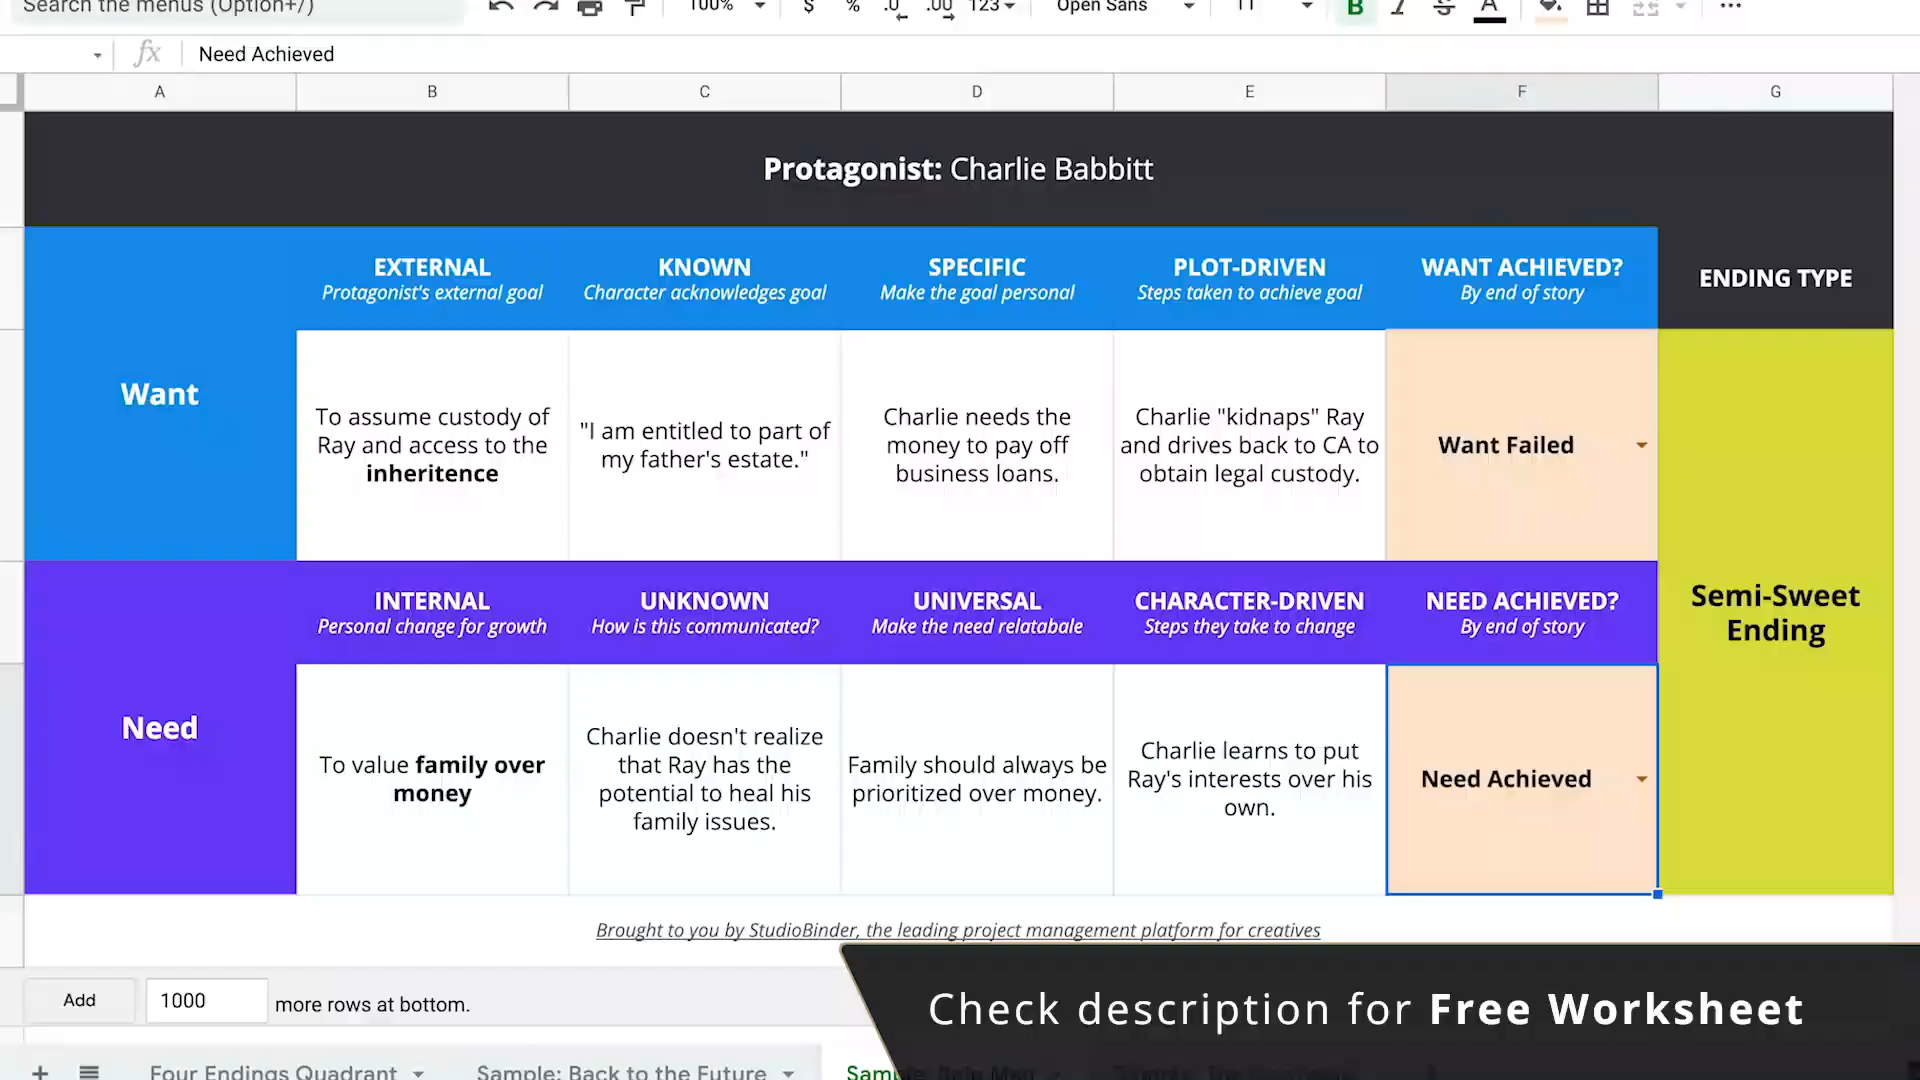 Search the menus (Option+/)
100%
$
%
.0
.00
123
Open Sans
11
B
I
S
A
fx
Need Achieved
A
B
C
D
E
F
G
Protagonist: Charlie Babbitt
EXTERNAL
Protagonist's external goal
KNOWN
Character acknowledges goal
SPECIFIC
Make the goal personal
PLOT-DRIVEN
Steps taken to achieve goal
WANT ACHIEVED?
By end of story
ENDING TYPE
Want
To assume custody of
Ray and access to the
inheritence
"I am entitled to part of
my father's estate."
Charlie needs the
money to pay off
business loans.
Charlie "kidnaps" Ray
and drives back to CA to
obtain legal custody.
Want Failed
Semi-Sweet
Ending
INTERNAL
Personal change for growth
UNKNOWN
How is this communicated?
UNIVERSAL
Make the need relatabale
CHARACTER-DRIVEN
Steps they take to change
NEED ACHIEVED?
By end of story
Need
To value family over
money
Charlie doesn't realize
that Ray has the
potential to heal his
family issues.
Family should always be
prioritized over money.
Charlie learns to put
Ray's interests over his
own.
Need Achieved
Brought to you by StudioBinder, the leading project management platform for creatives
Add
1000
more rows at bottom.
Check description for Free Worksheet
Four Endings Quadrant
Sample: Back to the Future